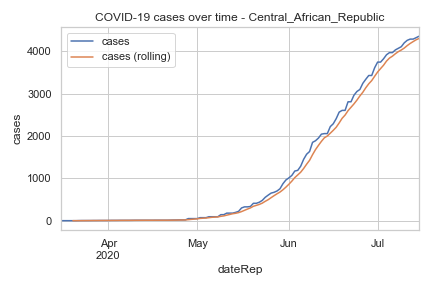 COVID-19 cases over time - Central_African_Republic
cases
cases (rolling)
cases
4000
3000
2000
1000
0
Apr
2020
May
Jun
Jul
dateRep